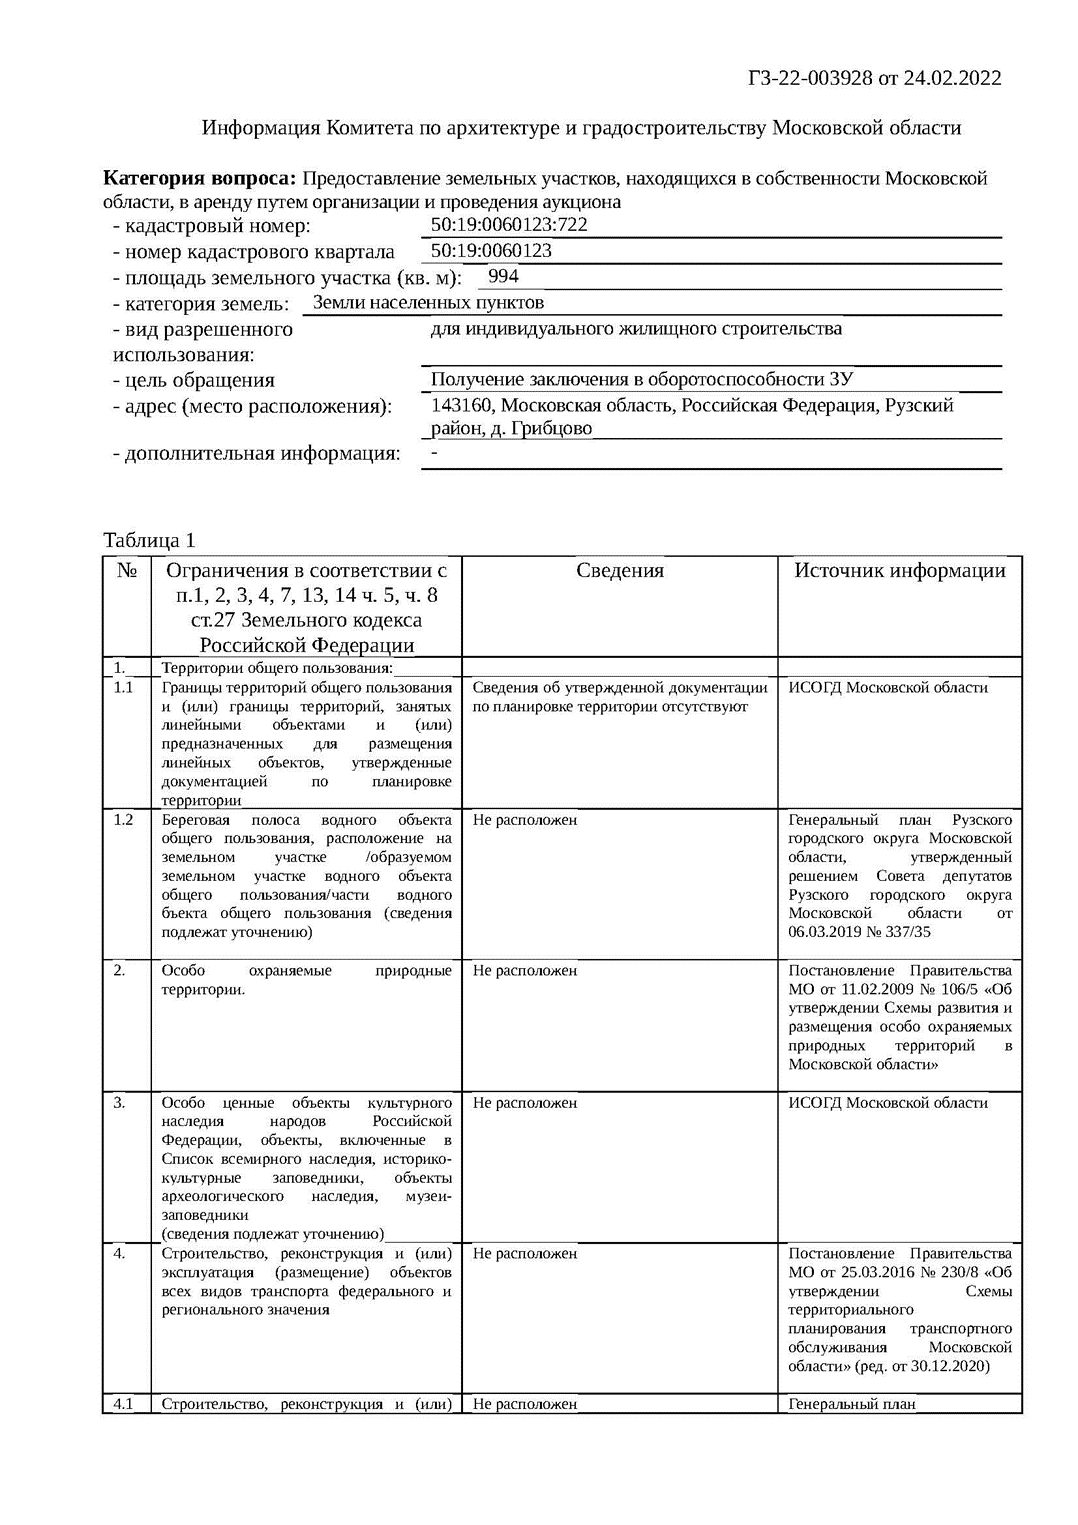 ГЗ-22-003928 от 24.02.2022
Информация Комитета по архитектуре и градостроительству Московской области
Категория вопроса: Предоставление земельных участков, находящихся в собственности Московской
области, в аренду путем организации и проведения аукциона
- кадастровый номер: 50:19:0060123:722
- номер кадастрового квартала 50:19:0060123
- площадь земельного участка (кв. м): 994
- категория земель: Земли населенных пунктов
- вид разрешенного для индивидуального жилищного строительства
использования:
- цель обращения Получение заключения в оборотоспособности ЗУ
- адрес (место расположения): 143160, Московская область, Российская Федерация, Рузский
район, д. Грибцово
- дополнительная информация: -
Таблица 1
№ Ограничения в соответствии с Сведения Источник информации
п.1, 2, 3, 4, 7, 13, 14 ч. 5, ч. 8
ст.27 Земельного кодекса
Российской Федерации
1. Территории общего пользования:
1.1 Границы территорий общего пользования Сведения об утвержденной документации ИСОГД Московской области
и (или) границы территорий, занятых по планировке территории отсутствуют
линейными объектами и (или)
предназначенных для размещения
линейных объектов, утвержденные
документацией по планировке
территории
1.2 Береговая полоса водного объекта Не расположен Генеральный план Рузского
общего пользования, расположение на городского округа Московской
земельном участке /образуемом области, утвержденный
земельном участке водного объекта решением Совета депутатов
общего пользования/части водного Рузского городского округа
бъекта общего пользования (сведения Московской области от
подлежат уточнению) 06.03.2019 № 337/35
2. Особо охраняемые природные Не расположен Постановление Правительства
территории. МО от 11.02.2009 № 106/5 «Об
утверждении Схемы развития и
размещения особо охраняемых
природных территорий в
Московской области»
3. Особо ценные объекты культурного Не расположен ИСОГД Московской области
наследия народов Российской
Федерации, объекты, включенные в
Список всемирного наследия, историко-
культурные заповедники, объекты
археологического наследия, музеи-
заповедники
(сведения подлежат уточнению)
4. Строительство, реконструкция и (или) Не расположен Постановление Правительства
эксплуатация (размещение) объектов МО от 25.03.2016 № 230/8 «Об
всех видов транспорта федерального и утверждении Схемы
регионального значения территориального
планирования транспортного
обслуживания Московской
области» (ред. от 30.12.2020)
4.1 Строительство, реконструкция и (или) Не расположен Генеральный план